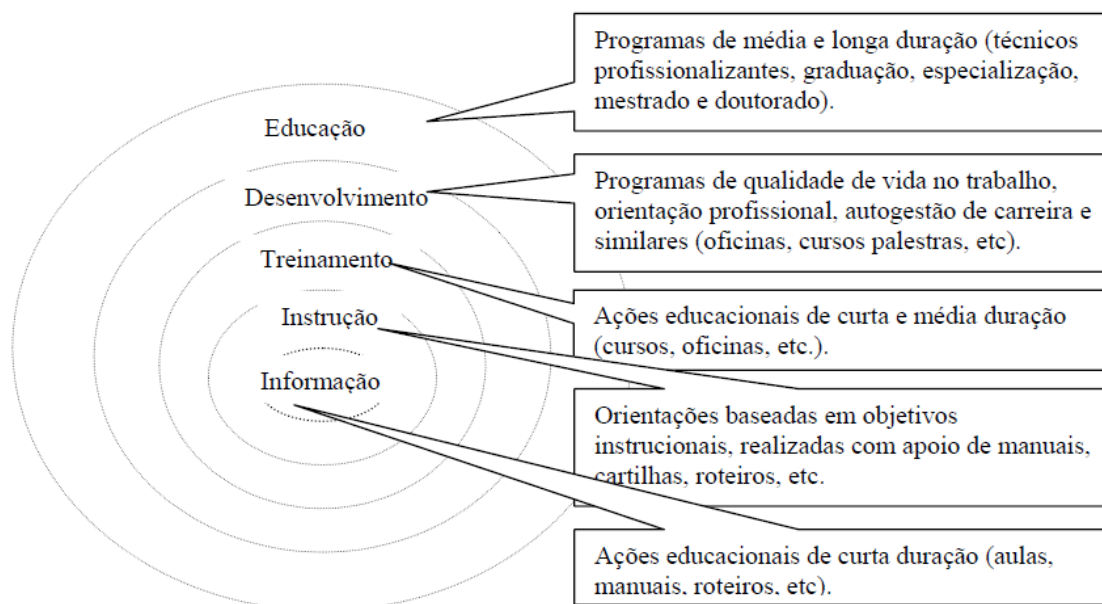 Programas de média e longa duração (técnicos
profissionalizantes, graduação, especialização,
mestrado e doutorado).
Educação
Programas de qualidade de vida no trabalho,
orientação profissional, autogestão de carreira e
similares (oficinas, cursos palestras, etc).
Desenvolvimento
Treinamento
Ações educacionais de curta e média duração
(cursos, oficinas, etc.).
Instrução
Informação
Orientações baseadas em objetivos
instrucionais, realizadas com apoio de manuais,
cartilhas, roteiros, etc.
Ações educacionais de curta duração (aulas,
manuais, roteiros, etc).